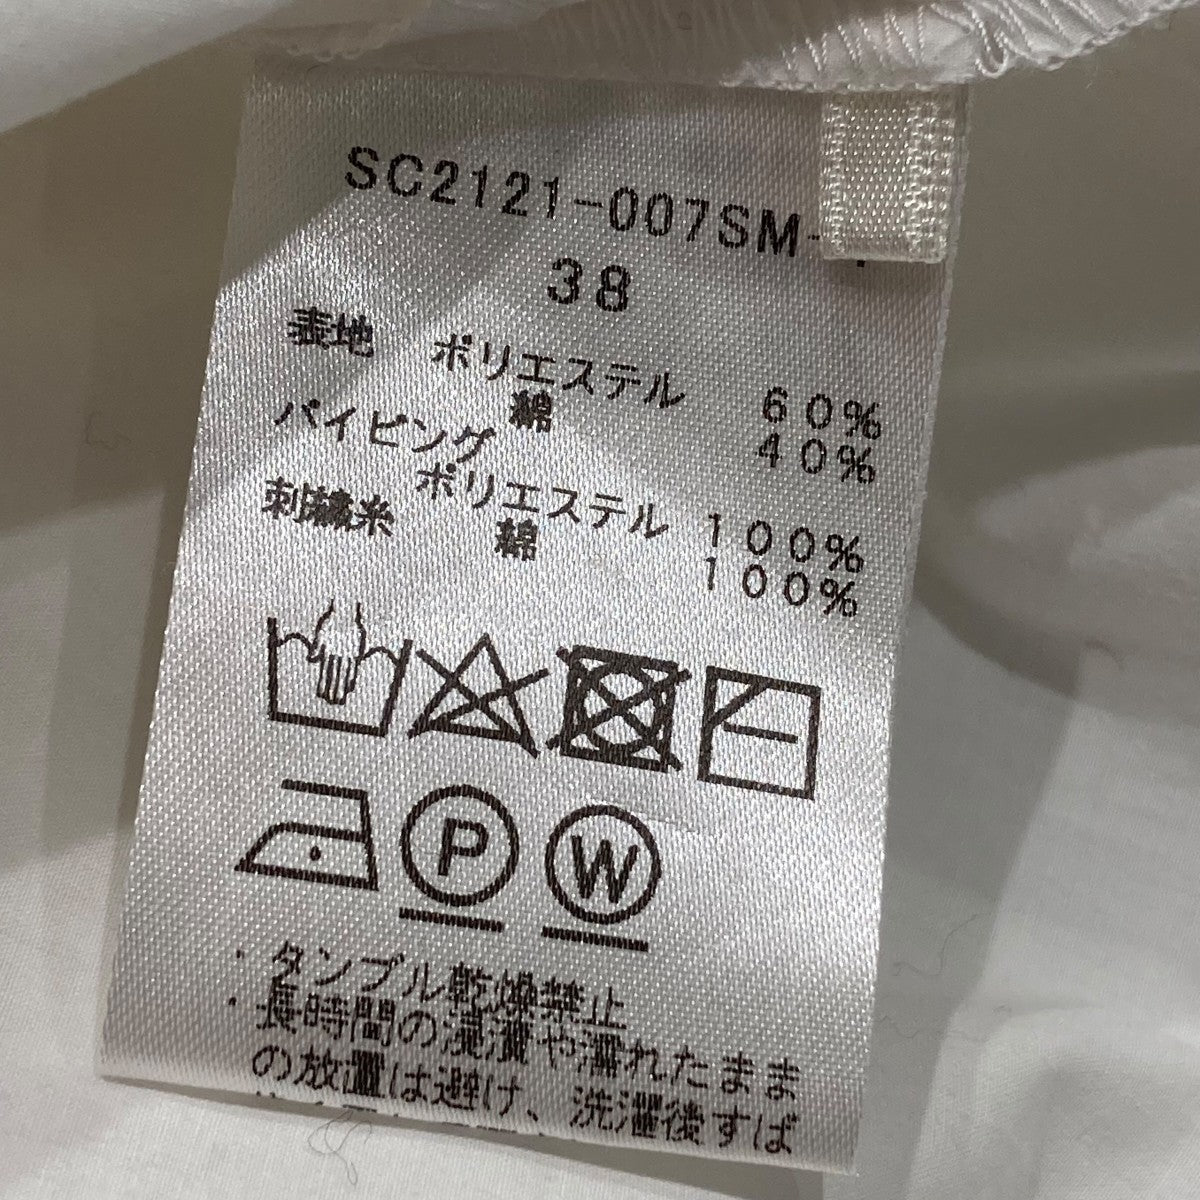 SC2121-007SM-
38
表地 ポリエステル 60%
綿 40%
パイピング
ポリエステル 100%
刺繍糸 綿 100%
P W
・タンブル乾燥禁止
・長時間の浸漬や濡れたまま
の放置は避け、洗濯後すば